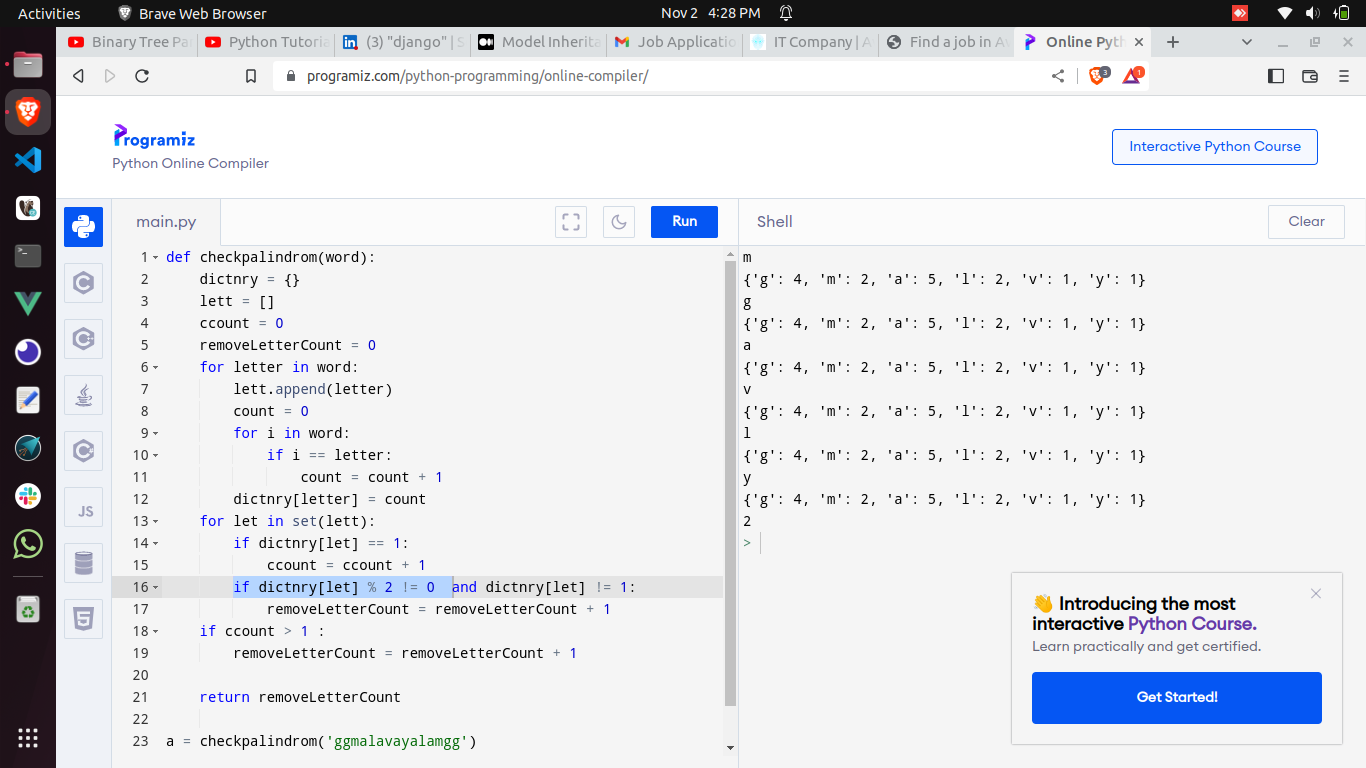 Activities
Brave Web Browser
Nov 2 4:28 PM
Binary Tree Pa
Python Tutoria
(3) "django" | S
Model Inherita
Job Applicatio
IT Company | A
Find a job in Av
Online Pyth
programiz.com/python-programming/online-compiler/
3
1
Programiz
Python Online Compiler
Interactive Python Course
main.py
Run
Shell
Clear
1 def checkpalindrom(word):
2 dictnry = {}
3 lett = []
4 ccount = 0
5 removeLetterCount = 0
6 for letter in word:
7 lett.append(letter)
8 count = 0
9 for i in word:
10 if i == letter:
11 count = count + 1
12 dictnry[letter] = count
13 for let in set(lett):
14 if dictnry[let] == 1:
15 ccount = ccount + 1
16 if dictnry[let] % 2 != 0 and dictnry[let] != 1:
17 removeLetterCount = removeLetterCount + 1
18 if ccount > 1 :
19 removeLetterCount = removeLetterCount + 1
20
21 return removeLetterCount
22
23 a = checkpalindrom('ggmalavayalamgg')
m
{'g': 4, 'm': 2, 'a': 5, 'l': 2, 'v': 1, 'y': 1}
g
{'g': 4, 'm': 2, 'a': 5, 'l': 2, 'v': 1, 'y': 1}
a
{'g': 4, 'm': 2, 'a': 5, 'l': 2, 'v': 1, 'y': 1}
v
{'g': 4, 'm': 2, 'a': 5, 'l': 2, 'v': 1, 'y': 1}
l
{'g': 4, 'm': 2, 'a': 5, 'l': 2, 'v': 1, 'y': 1}
y
{'g': 4, 'm': 2, 'a': 5, 'l': 2, 'v': 1, 'y': 1}
2
>
JS
👋 Introducing the most
interactive Python Course.
Learn practically and get certified.
Get Started!